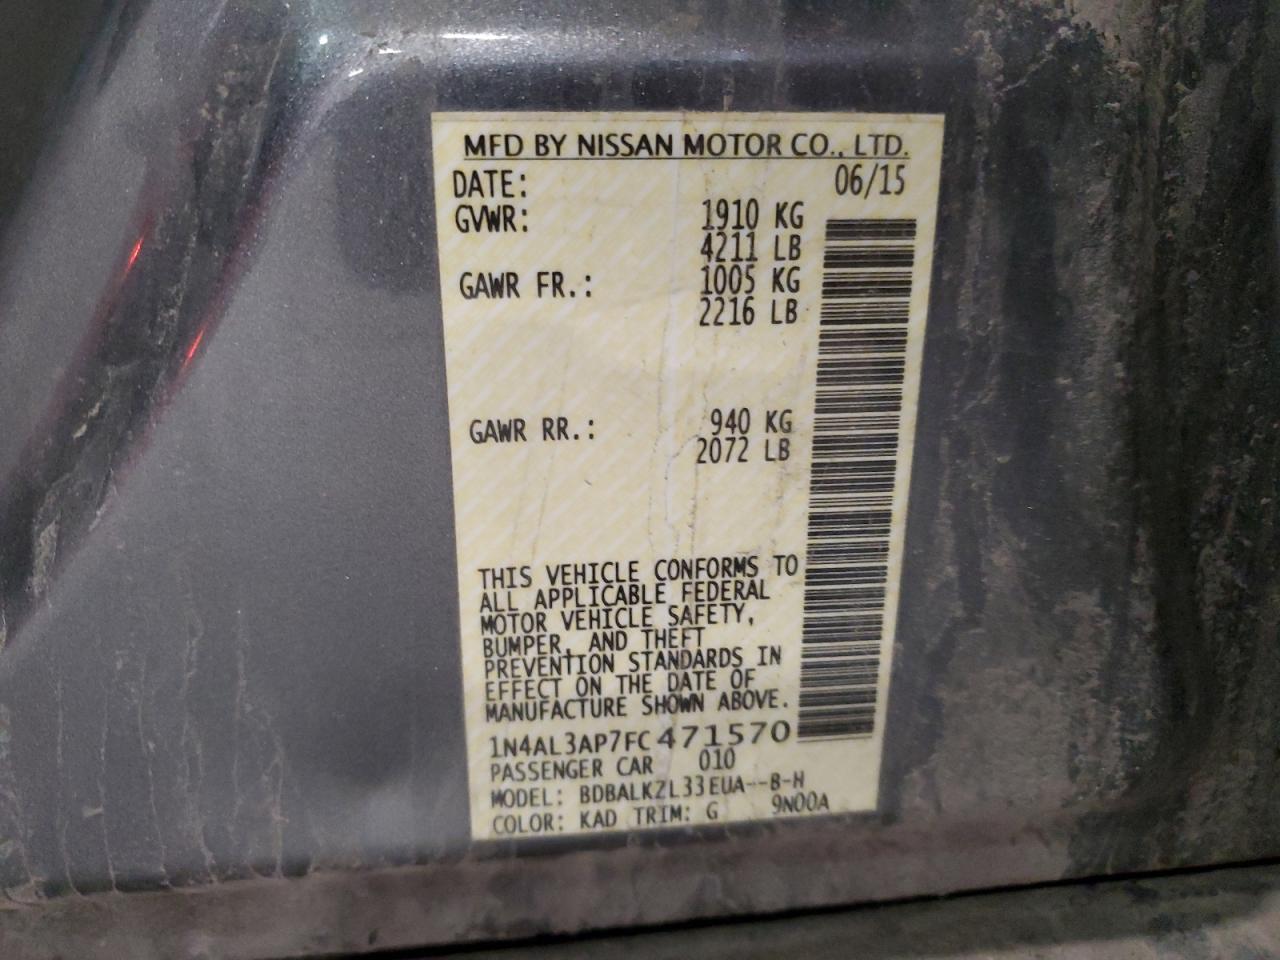 MFD BY NISSAN MOTOR CO., LTD.
DATE: 06/15
GVWR: 1910 KG
4211 LB
GAWR FR.: 1005 KG
2216 LB
GAWR RR.: 940 KG
2072 LB
THIS VEHICLE CONFORMS TO
ALL APPLICABLE FEDERAL
MOTOR VEHICLE SAFETY,
BUMPER, AND THEFT
PREVENTION STANDARDS IN
EFFECT ON THE DATE OF
MANUFACTURE SHOWN ABOVE.
1N4AL3AP7FC471570
PASSENGER CAR 010
MODEL: BDBALKZL33EUA--B-H
COLOR: KAD TRIM: G 9N00A